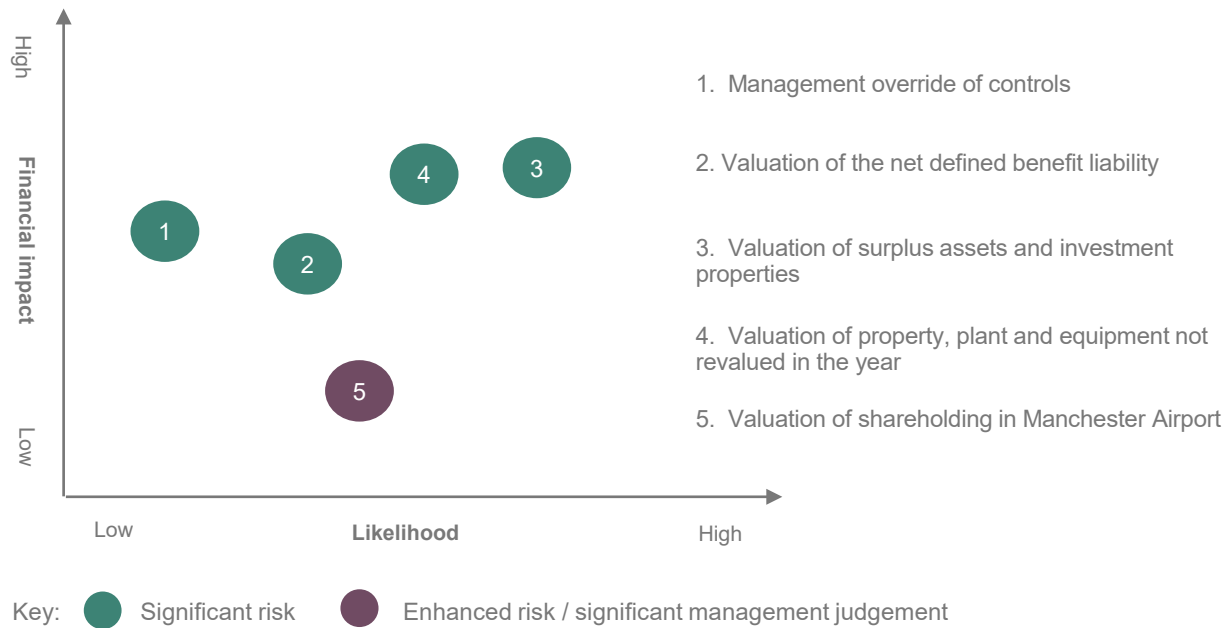 High
Financial impact
Low
1
2
3
4
5
1. Management override of controls
2. Valuation of the net defined benefit liability
3. Valuation of surplus assets and investment
properties
4. Valuation of property, plant and equipment not
revalued in the year
5. Valuation of shareholding in Manchester Airport
Low
Likelihood
High
Key:
Significant risk
Enhanced risk / significant management judgement